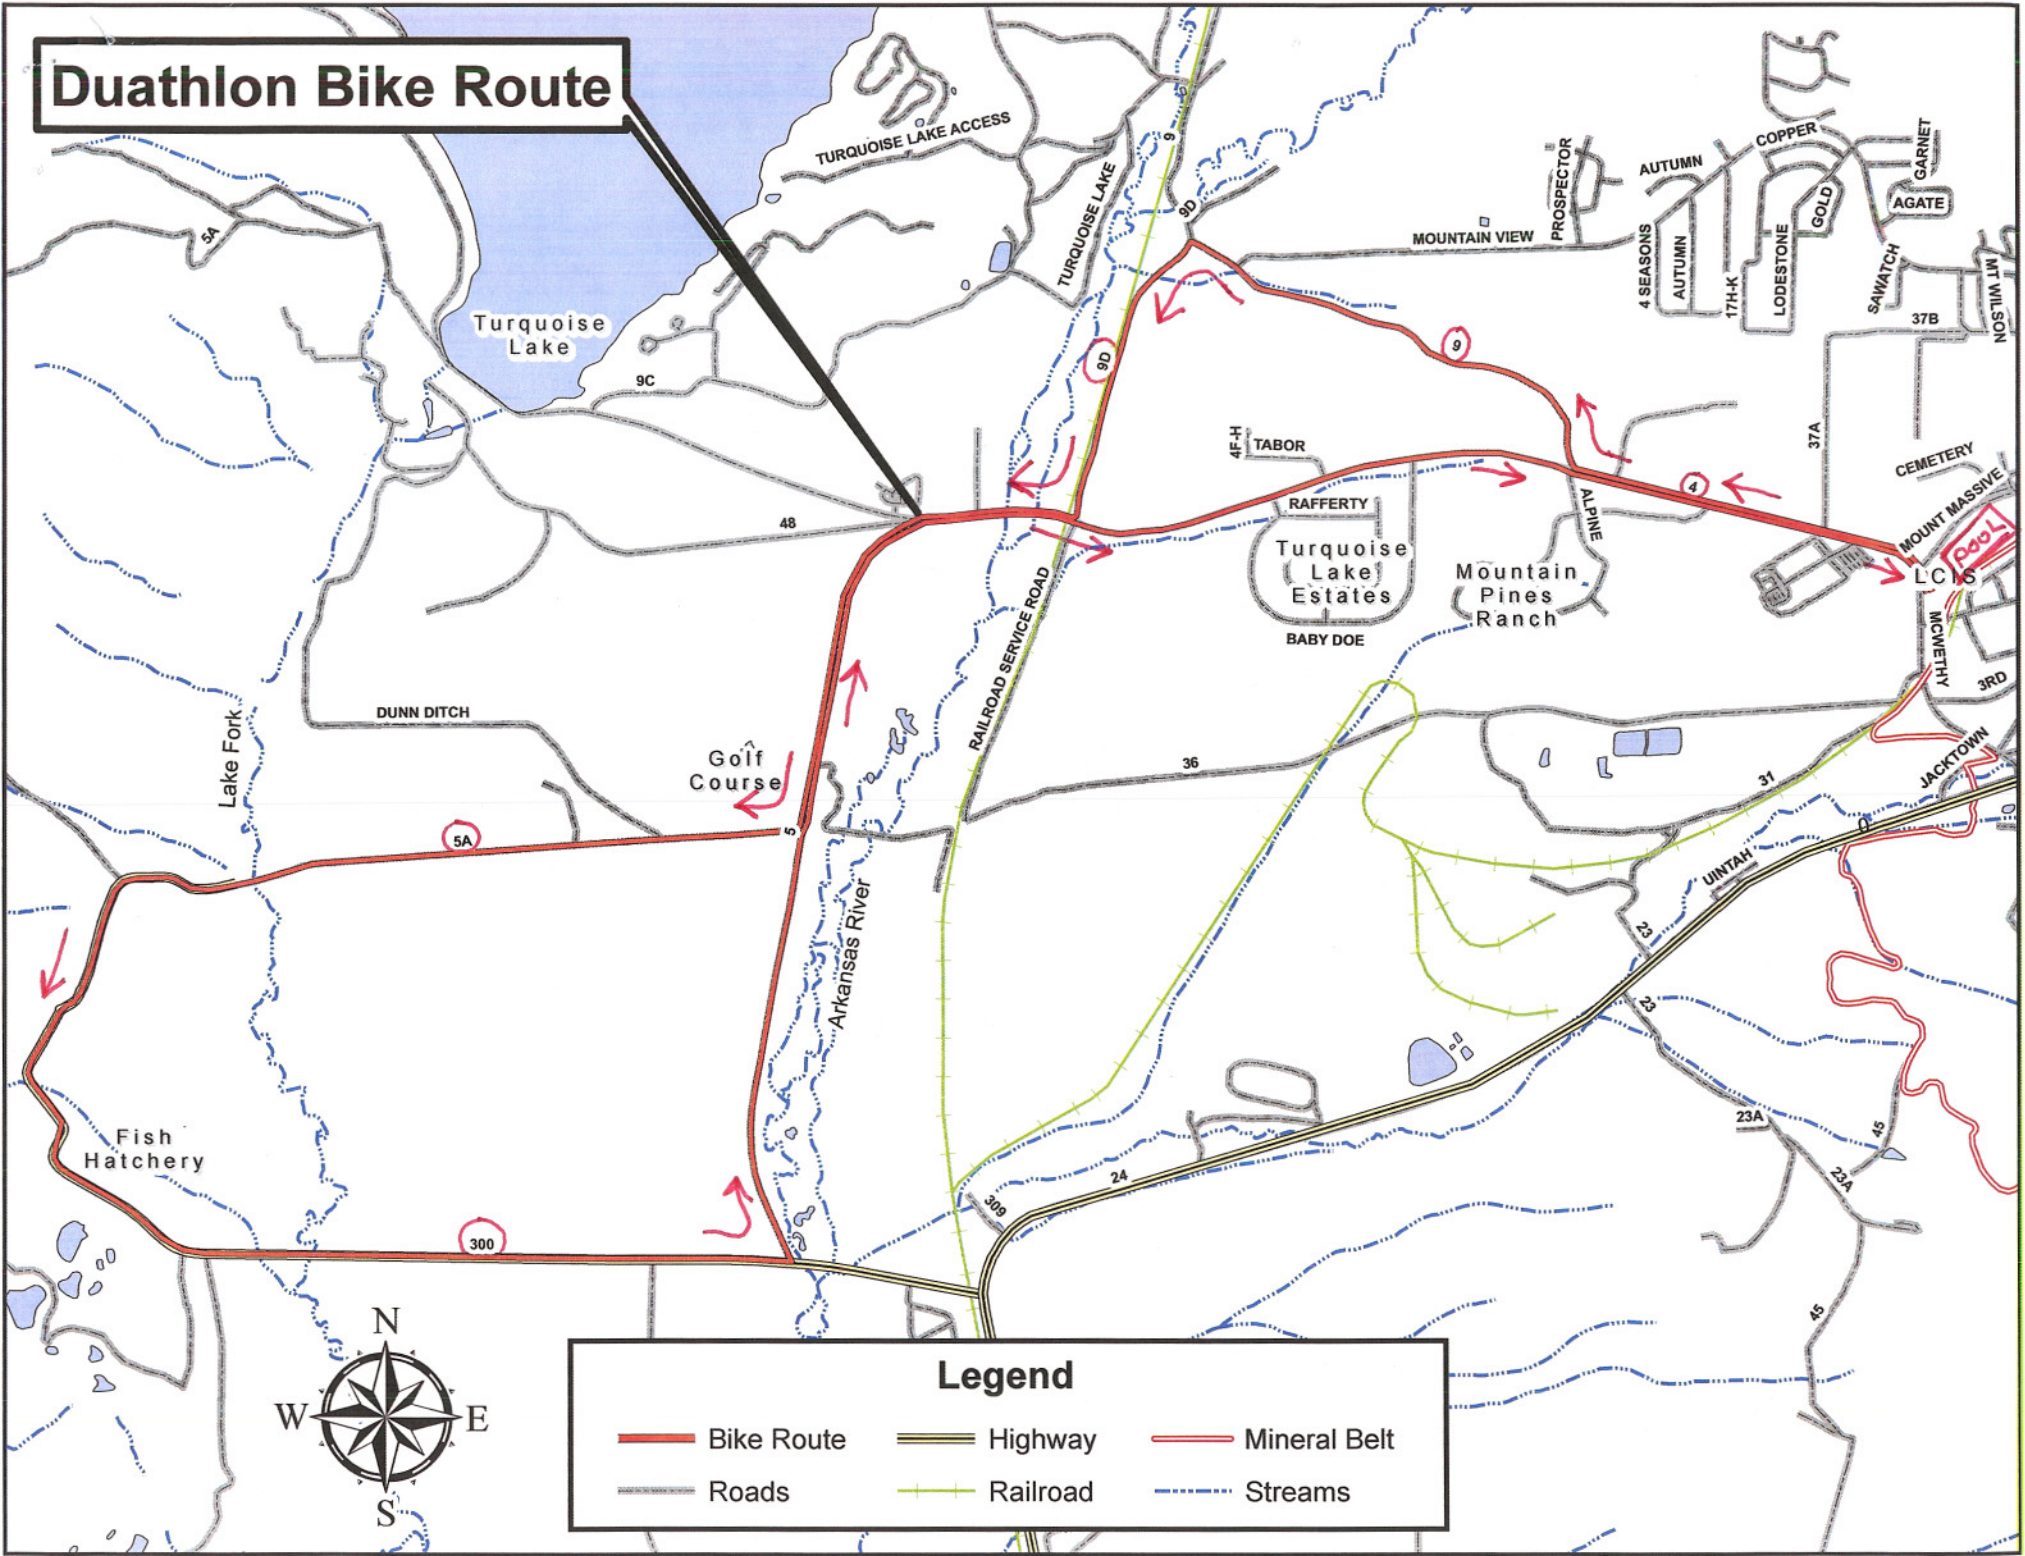 Duathlon Bike Route
TURQUOISE LAKE ACCESS
TURQUOISE LAKE
9
9D
5A
PROSPECTOR
AUTUMN
COPPER
GARNET
AGATE
GOLD
MOUNTAIN VIEW
4 SEASONS
AUTUMN
17H-K
LODESTONE
SAWATCH
MT WILSON
37B
Turquoise
Lake
9C
9D
9
37A
4F-H
TABOR
CEMETERY
4
MOUNT MASSIVE
RAFFERTY
ALPINE
48
POOL
LCIS
Turquoise
Lake
Estates
Mountain
Pines
Ranch
BABY DOE
RAILROAD SERVICE ROAD
MCWETHY
3RD
DUNN DITCH
Lake Fork
Golf
Course
36
31
JACKTOWN
5
5A
0
UINTAH
Arkansas River
23
23
23A
45
23A
Fish
Hatchery
24
309
300
45
N
W
E
S
Legend
Bike Route
Highway
Mineral Belt
Roads
Railroad
Streams